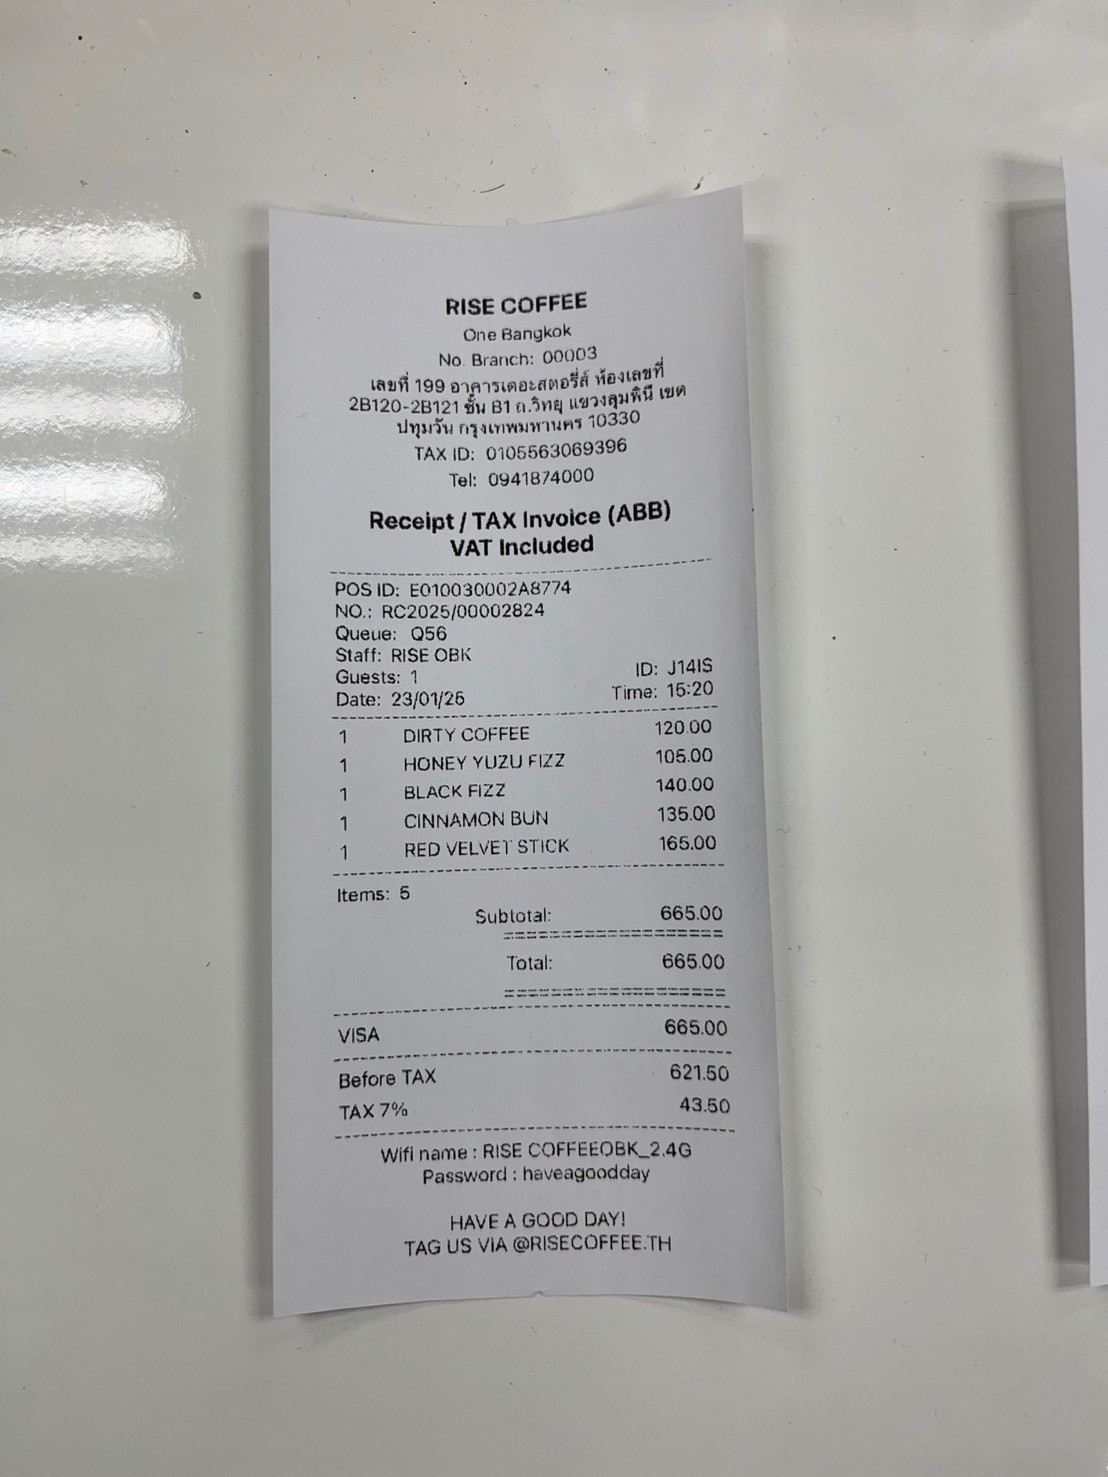 RISE COFFEE
One Bangkok
No. Branch: 00003
เลขที่ 199 อาคารเดอะสตอรี่ส์ ห้องเลขที่
2B120-2B121 ชั้น B1 ถ.วิทยุ แขวงลุมพินี เขต
ปทุมวัน กรุงเทพมหานคร 10330
TAX ID: 0105563069396
Tel: 0941874000
Receipt / TAX Invoice (ABB)
VAT Included
POS ID: E010030002A8774
NO.: RC2025/00002824
Queue: Q56
Staff: RISE OBK
Guests: 1 ID: J14IS
Date: 23/01/25 Time: 15:20
1 DIRTY COFFEE 120.00
1 HONEY YUZU FIZZ 105.00
1 BLACK FIZZ 140.00
1 CINNAMON BUN 135.00
1 RED VELVET STICK 165.00
Items: 5
Subtotal: 665.00
Total: 665.00
VISA 665.00
Before TAX 621.50
TAX 7% 43.50
Wifi name : RISE COFFEEOBK_2.4G
Password : haveagoodday
HAVE A GOOD DAY!
TAG US VIA @RISECOFFEE.TH